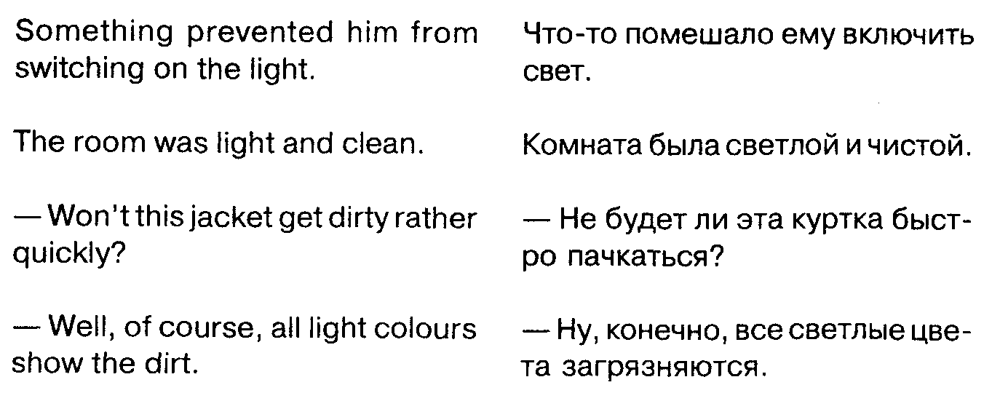 Something prevented him from
switching on the light.
Что-то помешало ему включить
свет.
The room was light and clean.
Комната была светлой и чистой.
— Won't this jacket get dirty rather
quickly?
— Не будет ли эта куртка быст-
ро пачкаться?
— Well, of course, all light colours
show the dirt.
— Ну, конечно, все светлые цве-
та загрязняются.